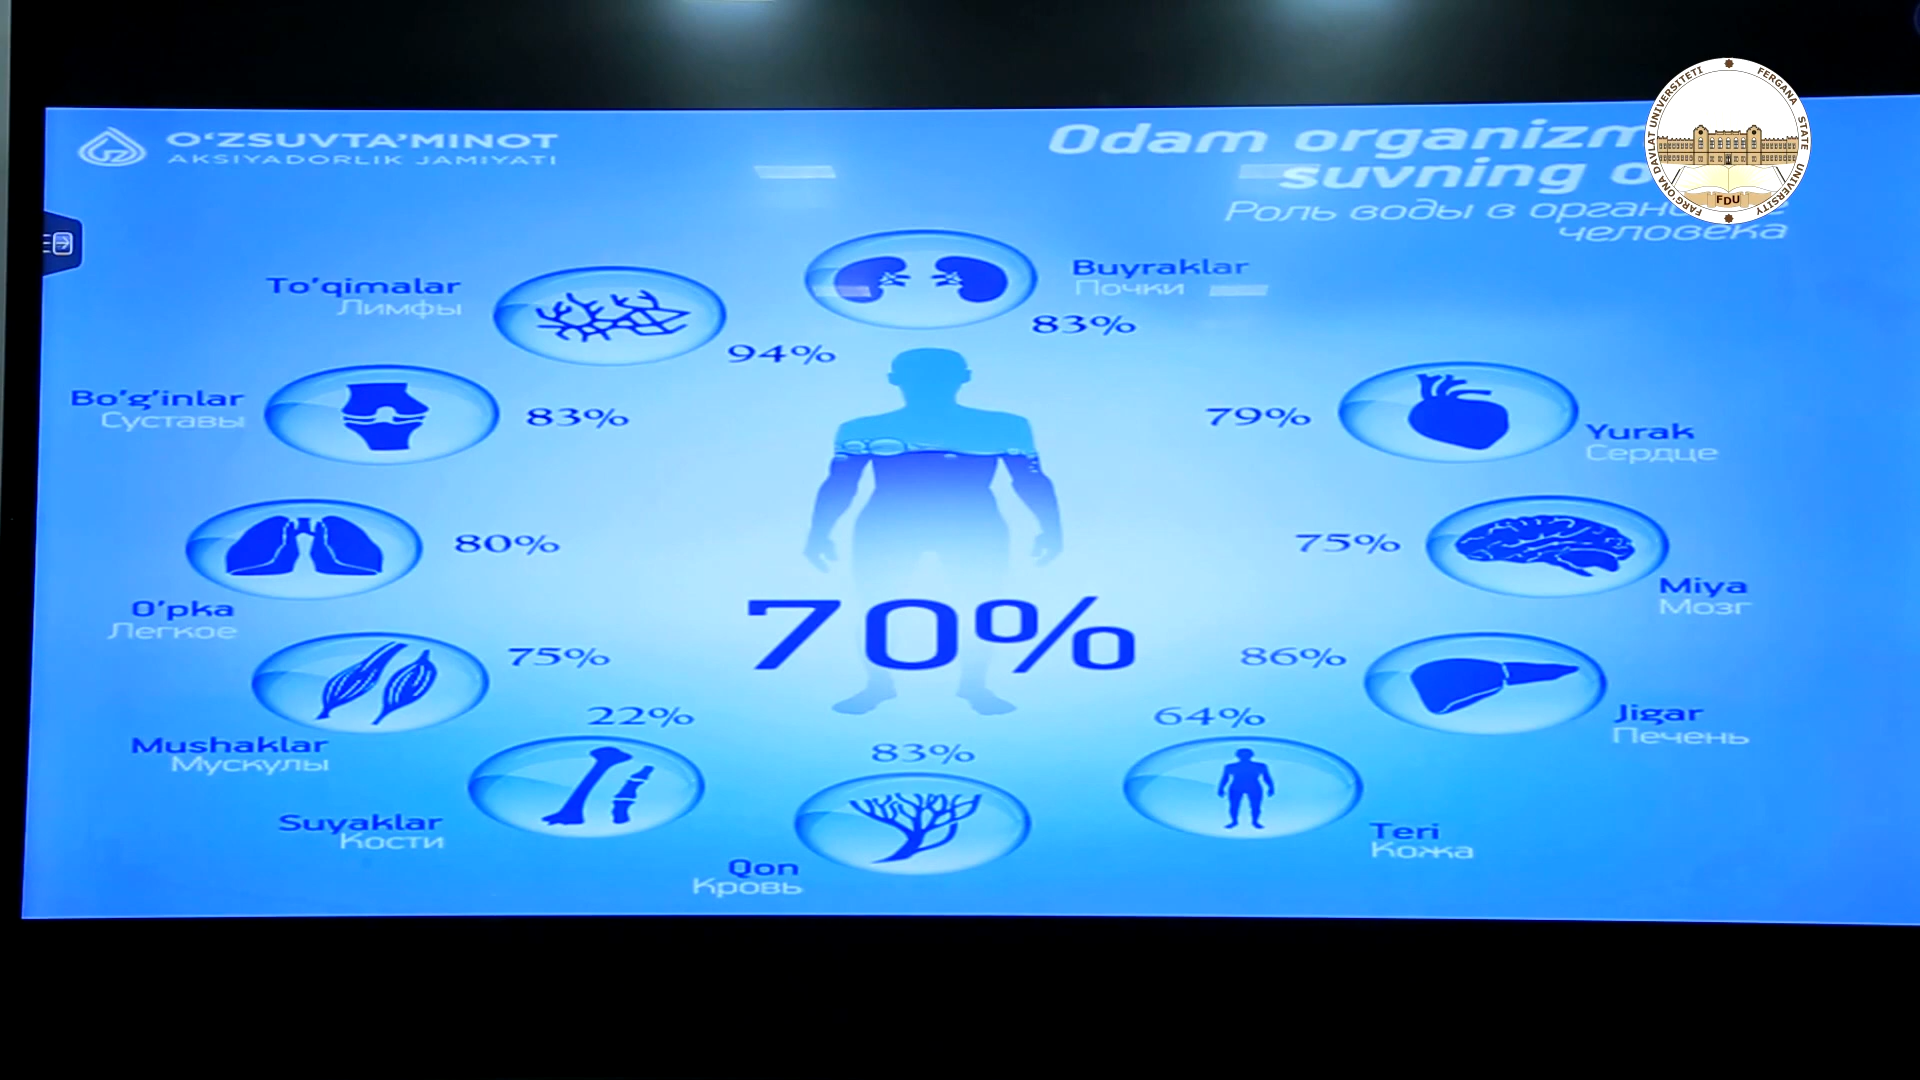 O‘ZSUVTA’MINOT
AKSIYADORLIK JAMIYATI
Odam
suvning
Роль воды в
человека
FARG‘ONA DAVLAT UNIVERSITETI
FERGANA STATE UNIVERSITY
FDU
To‘qimalar
Лимфы
94%
Buyraklar
Почки
83%
Bo‘g‘inlar
Суставы
83%
79%
Yurak
Сердце
80%
O‘pka
Легкое
75%
Miya
Мозг
70%
75%
Mushaklar
Мускулы
86%
Jigar
Печень
22%
Suyaklar
Кости
83%
Qon
Кровь
64%
Teri
Кожа